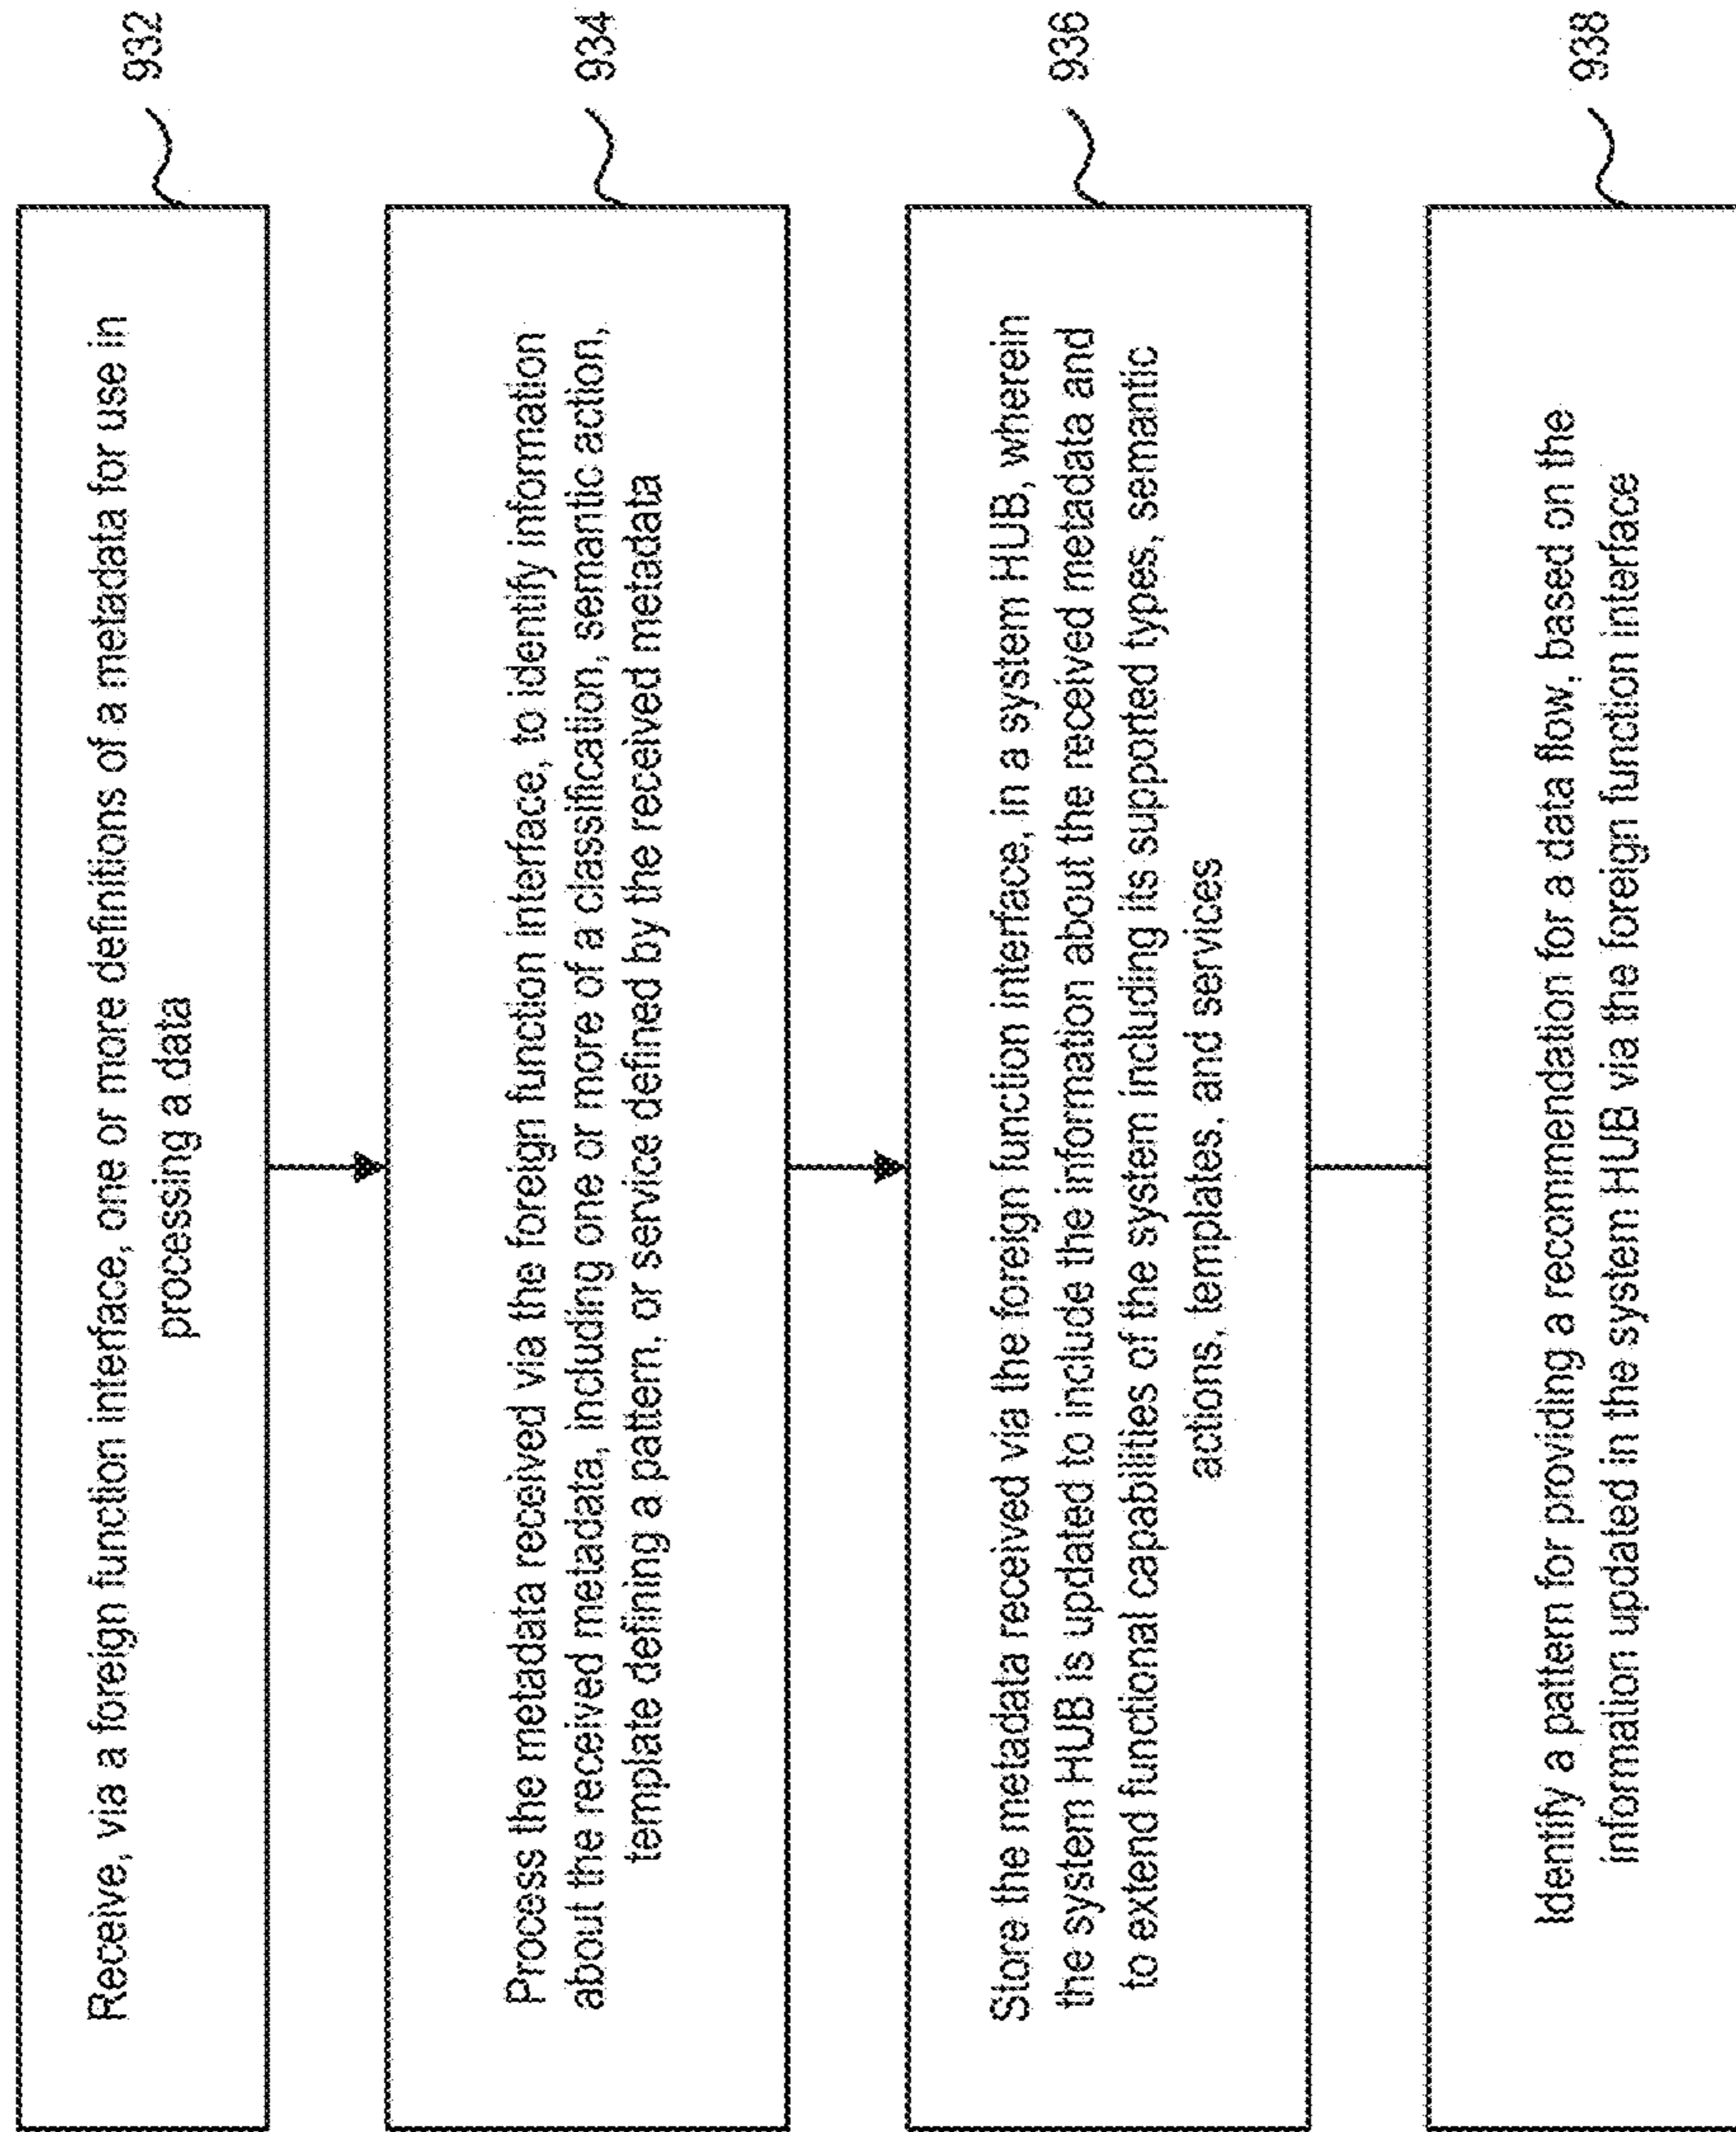 Receive, via a foreign function interface, one or more definitions of a metadata for use in
processing a data
932
Process the metadata received via the foreign function interface, to identify information
about the received metadata, including one or more of a classification, semantic action,
template defining a pattern, or service defined by the received metadata
934
Store the metadata received via the foreign function interface, in a system HUB, wherein
the system HUB is updated to include the information about the received metadata and
to extend functional capabilities of the system including its supported types, semantic
actions, templates, and services
936
Identify a pattern for providing a recommendation for a data flow, based on the
information updated in the system HUB via the foreign function interface
938